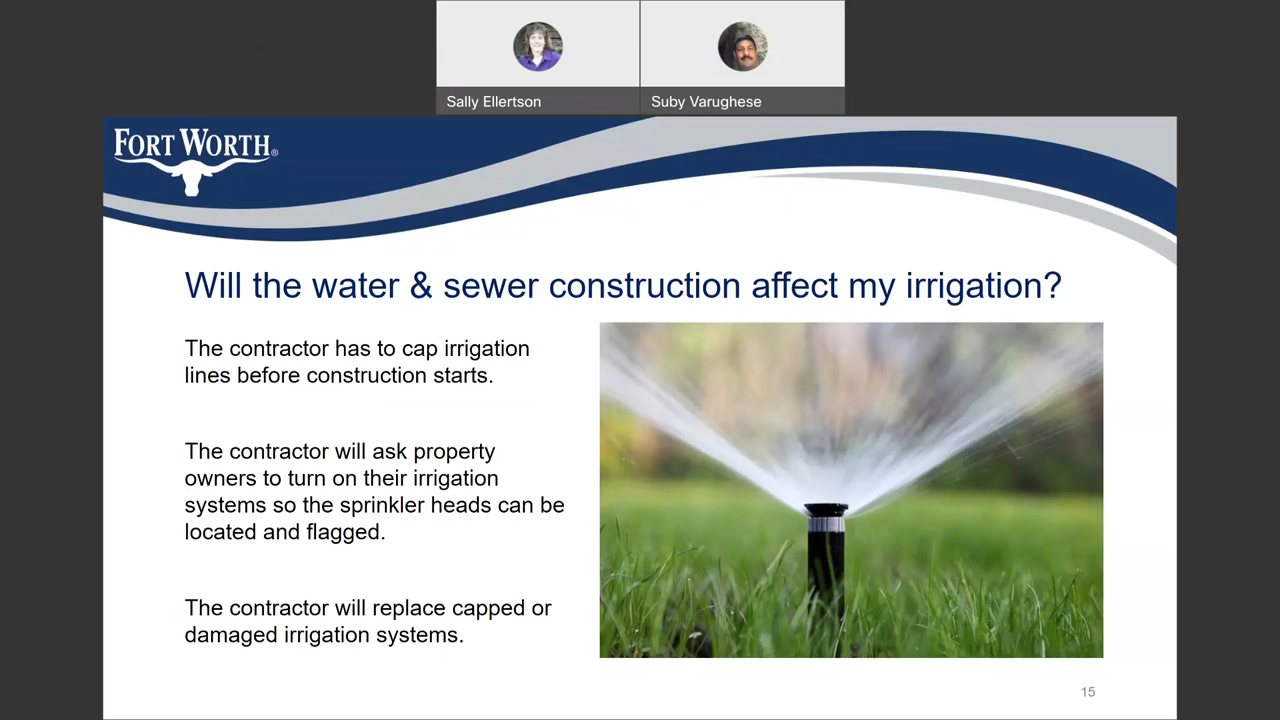 Sally Ellertson
Suby Varughese
FORT WORTH®
Will the water & sewer construction affect my irrigation?
The contractor has to cap irrigation
lines before construction starts.
The contractor will ask property
owners to turn on their irrigation
systems so the sprinkler heads can be
located and flagged.
The contractor will replace capped or
damaged irrigation systems.
15